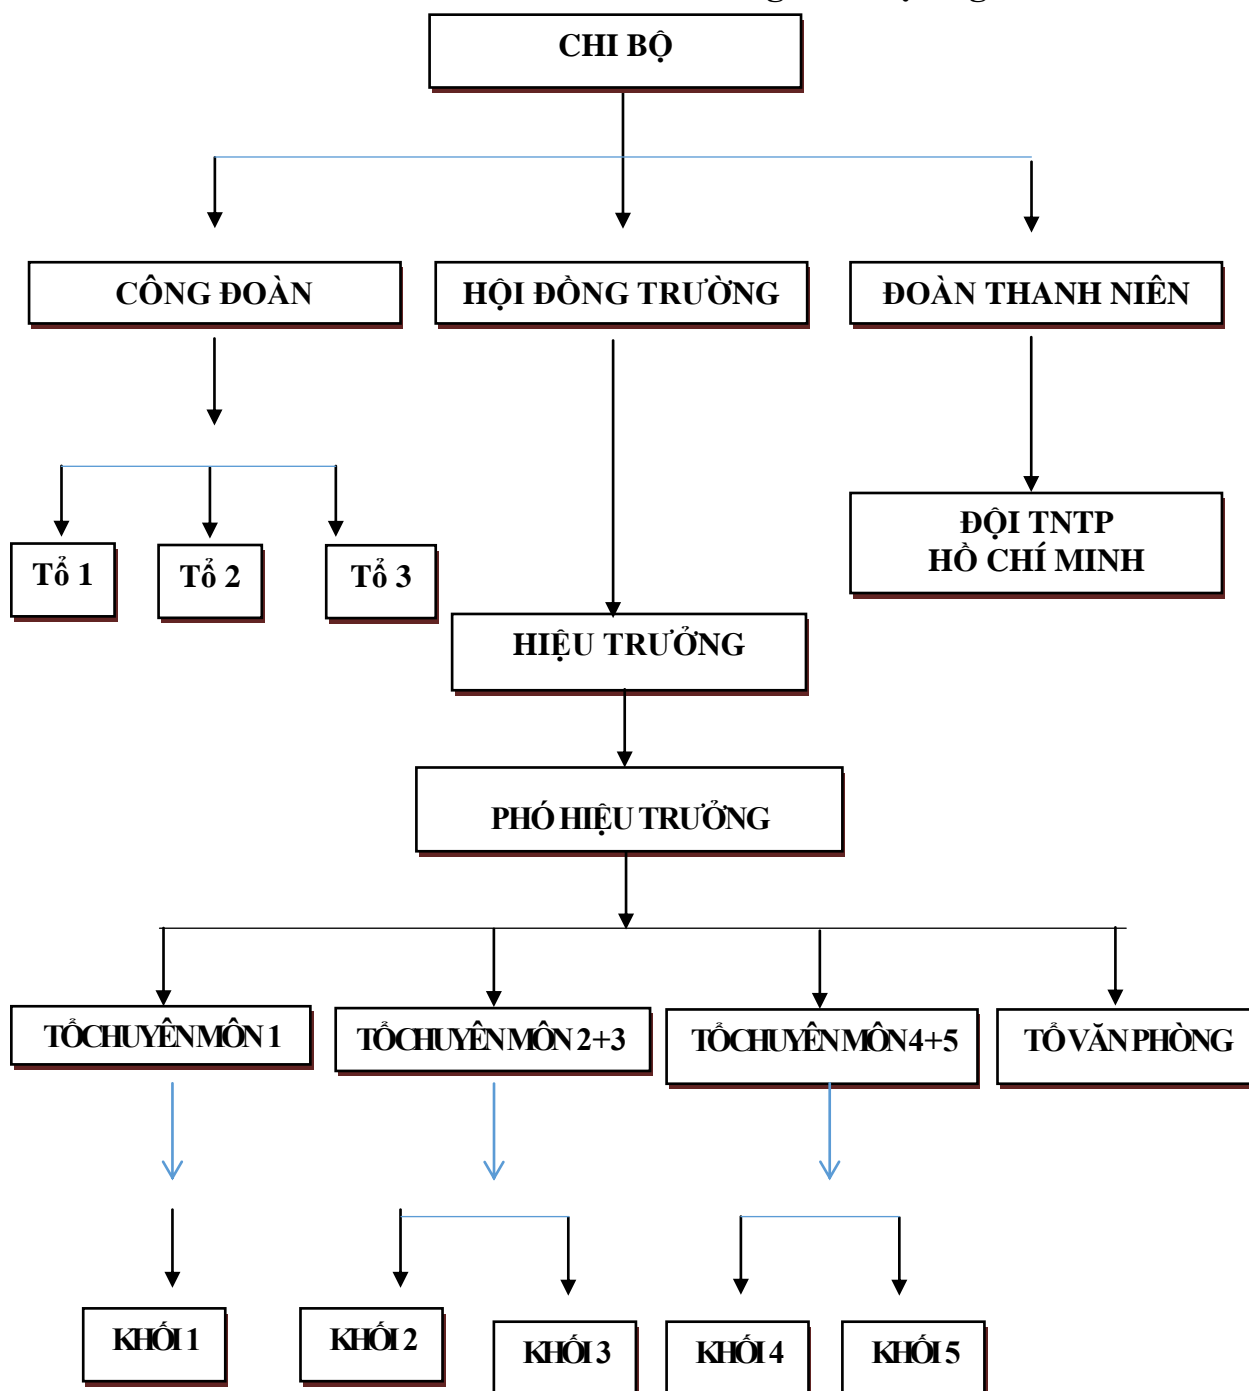 CHI BỘ
CÔNG ĐOÀN
HỘI ĐỒNG TRƯỜNG
ĐOÀN THANH NIÊN
Tổ 1
Tổ 2
Tổ 3
ĐỘI TNTP
HỒ CHÍ MINH
HIỆU TRƯỞNG
PHÓ HIỆU TRƯỞNG
TỔ CHUYÊN MÔN 1
TỔ CHUYÊN MÔN 2+3
TỔ CHUYÊN MÔN 4+5
TỔ VĂN PHÒNG
KHỐI 1
KHỐI 2
KHỐI 3
KHỐI 4
KHỐI 5